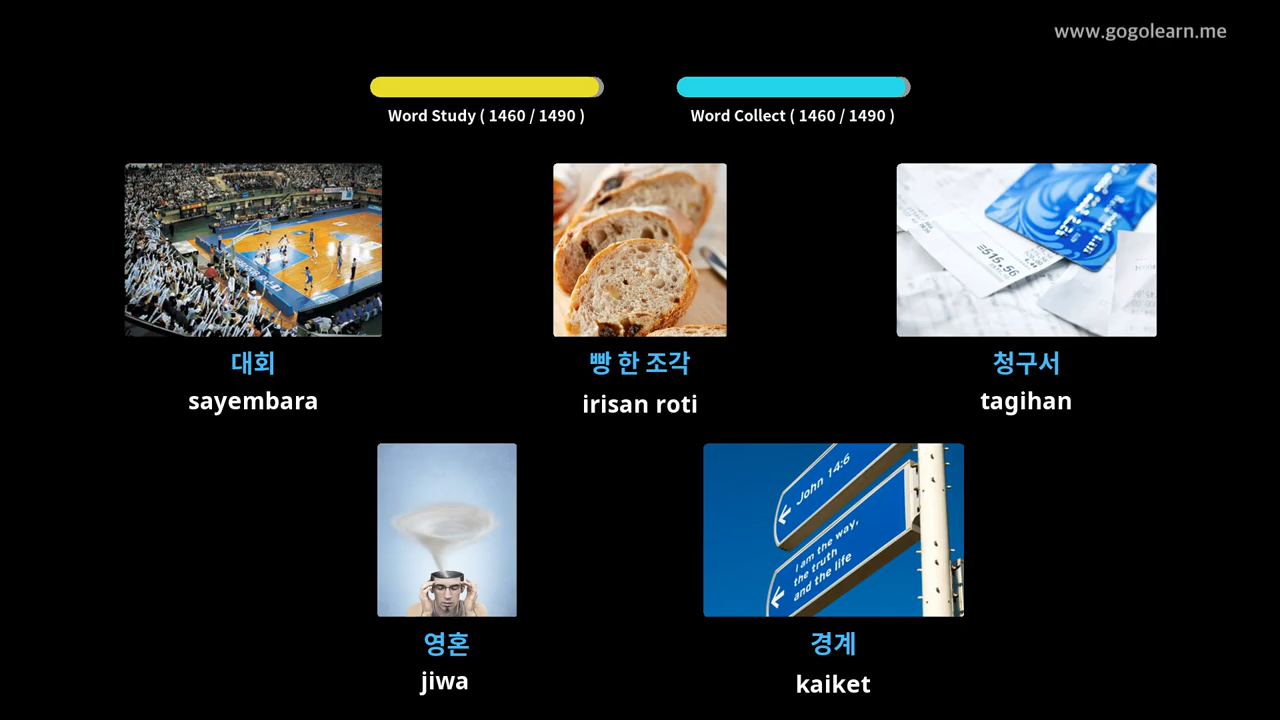 www.gogolearn.me
Word Study ( 1460 / 1490 )
Word Collect ( 1460 / 1490 )
대회
sayembara
빵 한 조각
irisan roti
청구서
tagihan
John 14:6
I am the way,
the truth
and the life
영혼
jiwa
경계
kaiket